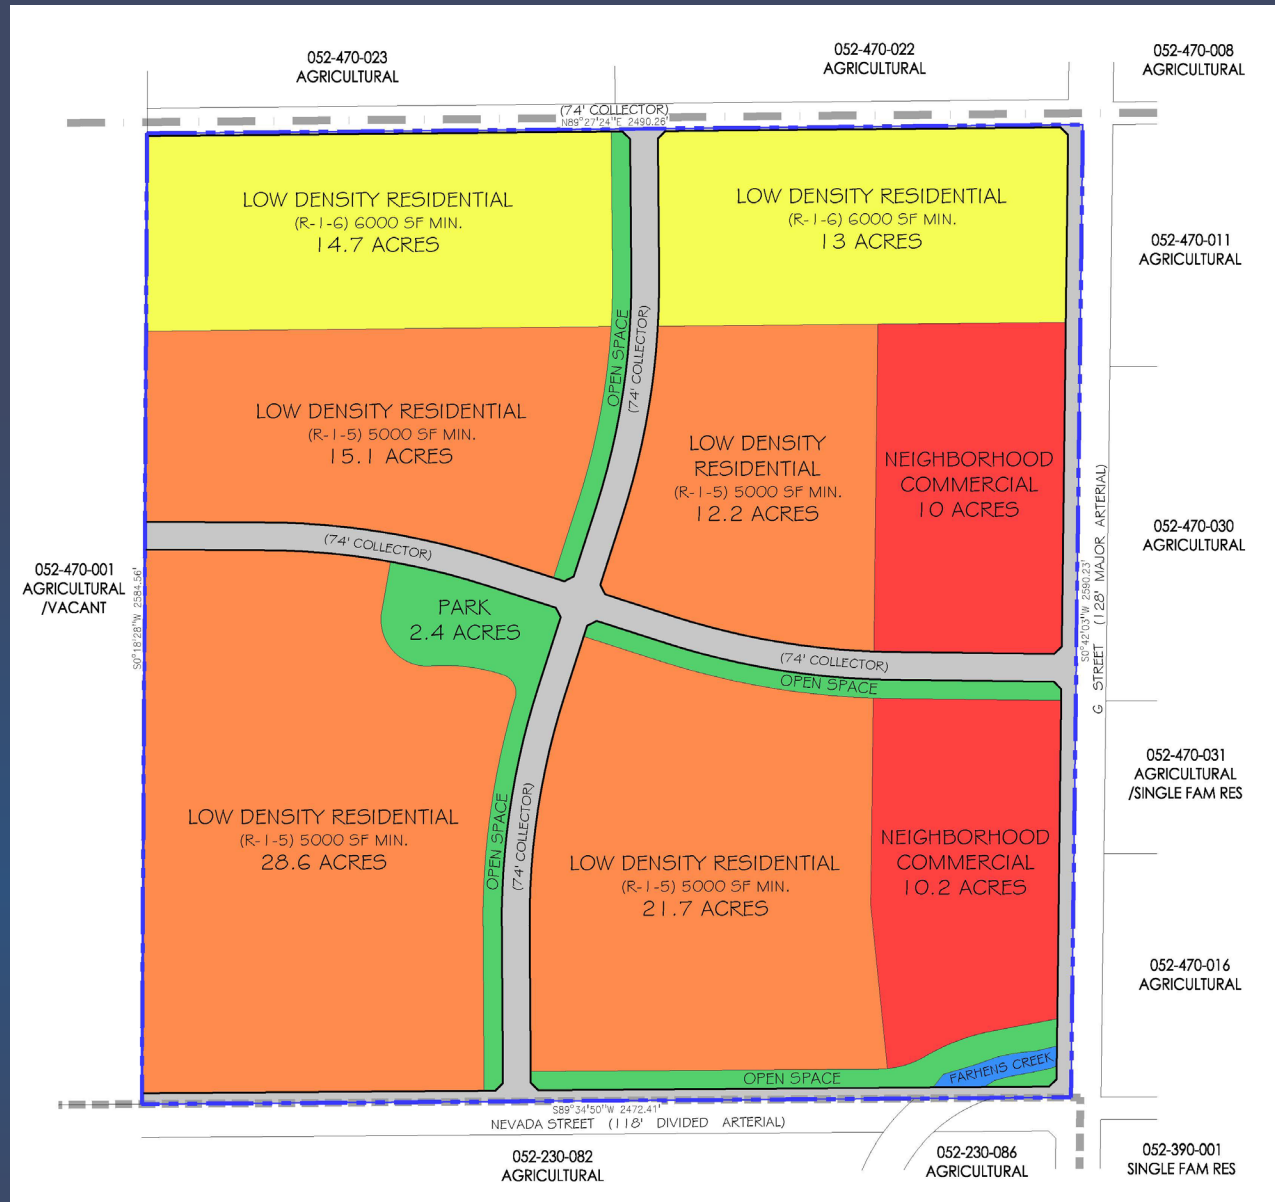 052-470-023
AGRICULTURAL
052-470-022
AGRICULTURAL
052-470-008
AGRICULTURAL
(74' COLLECTOR)
N89°27'24"E 2490.26'
LOW DENSITY RESIDENTIAL
(R-1-6) 6000 SF MIN.
14.7 ACRES
LOW DENSITY RESIDENTIAL
(R-1-6) 6000 SF MIN.
13 ACRES
052-470-011
AGRICULTURAL
OPEN SPACE
(74' COLLECTOR)
LOW DENSITY RESIDENTIAL
(R-1-5) 5000 SF MIN.
15.1 ACRES
LOW DENSITY
RESIDENTIAL
(R-1-5) 5000 SF MIN.
12.2 ACRES
NEIGHBORHOOD
COMMERCIAL
10 ACRES
052-470-030
AGRICULTURAL
(74' COLLECTOR)
052-470-001
AGRICULTURAL
/VACANT
S0°18'28"W 2584.56'
PARK
2.4 ACRES
S0°42'03"W 2590.23'
G STREET (128' MAJOR ARTERIAL)
(74' COLLECTOR)
OPEN SPACE
052-470-031
AGRICULTURAL
/SINGLE FAM RES
LOW DENSITY RESIDENTIAL
(R-1-5) 5000 SF MIN.
28.6 ACRES
OPEN SPACE
(74' COLLECTOR)
LOW DENSITY RESIDENTIAL
(R-1-5) 5000 SF MIN.
21.7 ACRES
NEIGHBORHOOD
COMMERCIAL
10.2 ACRES
052-470-016
AGRICULTURAL
OPEN SPACE
FARHENS CREEK
S89°34'50"W 2472.41'
NEVADA STREET (118' DIVIDED ARTERIAL)
052-230-082
AGRICULTURAL
052-230-086
AGRICULTURAL
052-390-001
SINGLE FAM RES